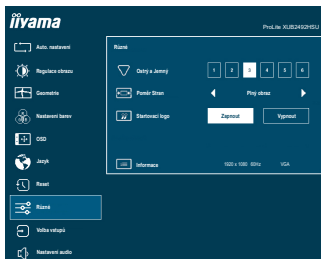 iiyama
ProLite XUB2492HSU
Auto. nastavení
Různé
Regulace obrazu
Ostrý a Jemný
1 2 3 4 5 6
Geometrie
Poměr Stran
Plný obraz
Nastavení barev
Startovací logo
Zapnout
Vypnout
OSD
Jazyk
Informace
1920 x 1080 60Hz
VGA
Reset
Různé
Volba vstupů
Nastavení audio